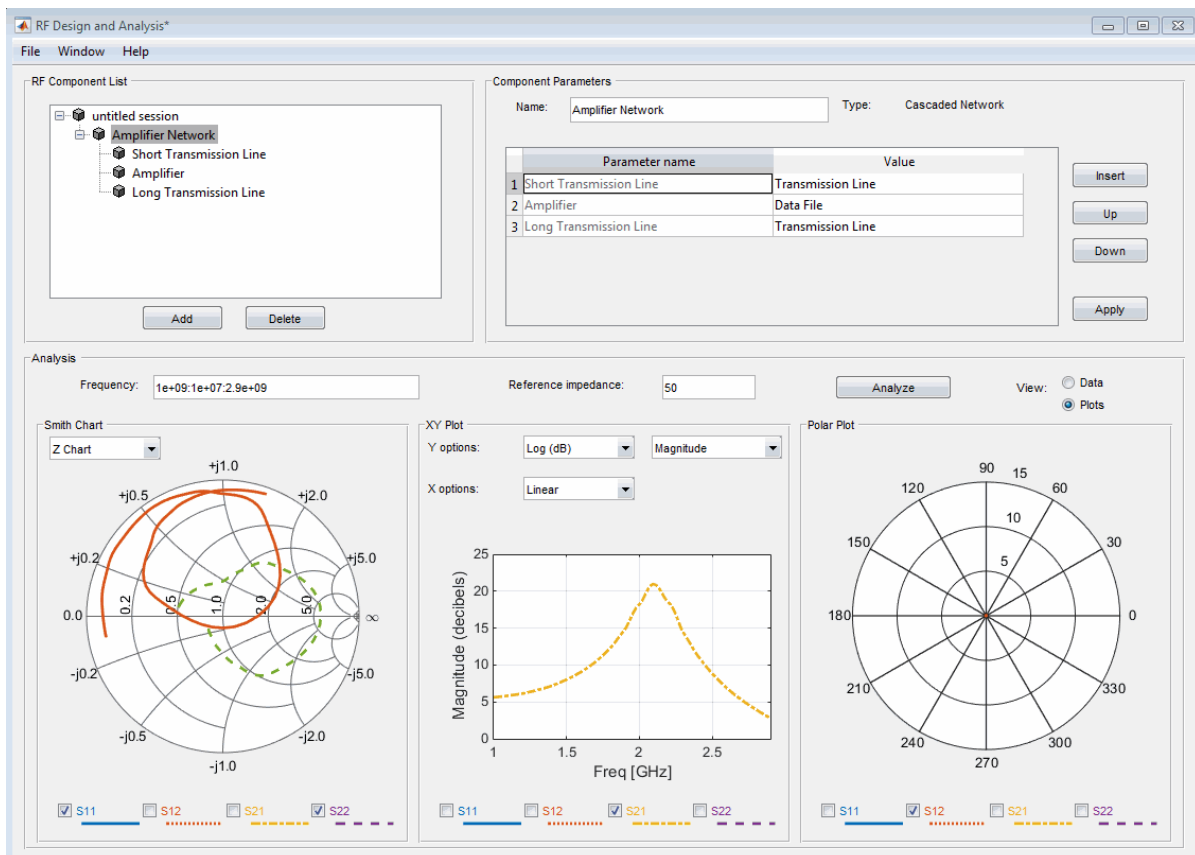 RF Design and Analysis*
File Window Help
RF Component List
untitled session
Amplifier Network
Short Transmission Line
Amplifier
Long Transmission Line
Add Delete
Component Parameters
Name: Amplifier Network Type: Cascaded Network
Parameter name Value
1 Short Transmission Line Transmission Line
2 Amplifier Data File
3 Long Transmission Line Transmission Line
Insert
Up
Down
Apply
Analysis
Frequency: 1e+09:1e+07:2.9e+09 Reference impedance: 50 Analyze View: Data
Plots
Smith Chart
Z Chart
+j1.0
+j0.5 +j2.0
+j0.2 +j5.0
0.0 0.2 0.5 1.0 2.0 5.0 ∞
-j0.2 -j5.0
-j0.5 -j2.0
-j1.0
S11 S12 S21 S22
XY Plot
Y options: Log (dB) Magnitude
X options: Linear
Magnitude (decibels)
25
20
15
10
5
0
1 1.5 2 2.5
Freq [GHz]
S11 S12 S21 S22
Polar Plot
90 15
120 60
10
150 30
5
180 0
210 330
240 300
270
S11 S12 S21 S22